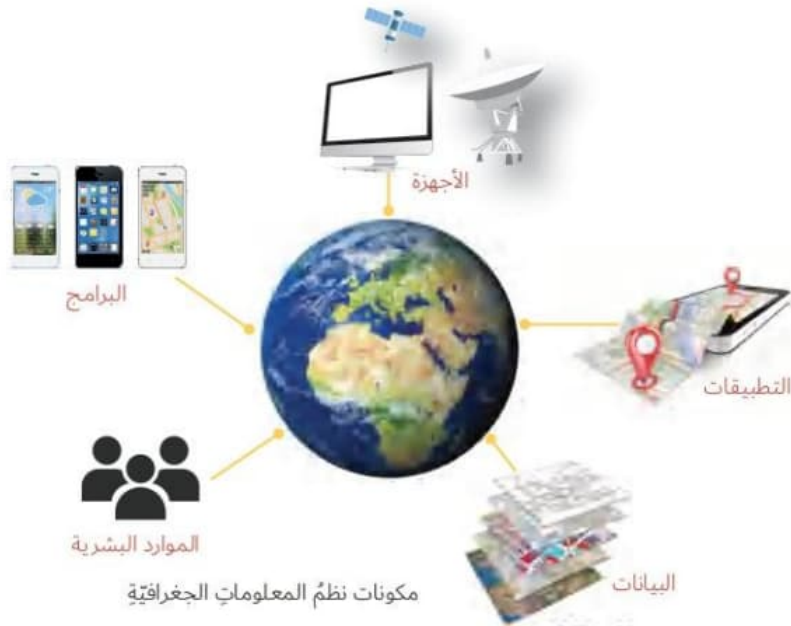 الأجهزة
البرامج
التطبيقات
الموارد البشرية
البيانات
مكونات نظمُ المعلوماتِ الجغرافيّةِ